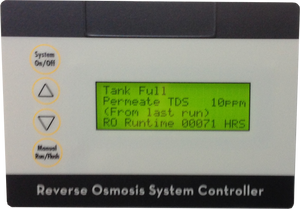 System
On/Off
Tank Full
Permeate TDS 10ppm
(From last run)
RO Runtime 00071 HRS
Manual
Run/Flush
Reverse Osmosis System Controller